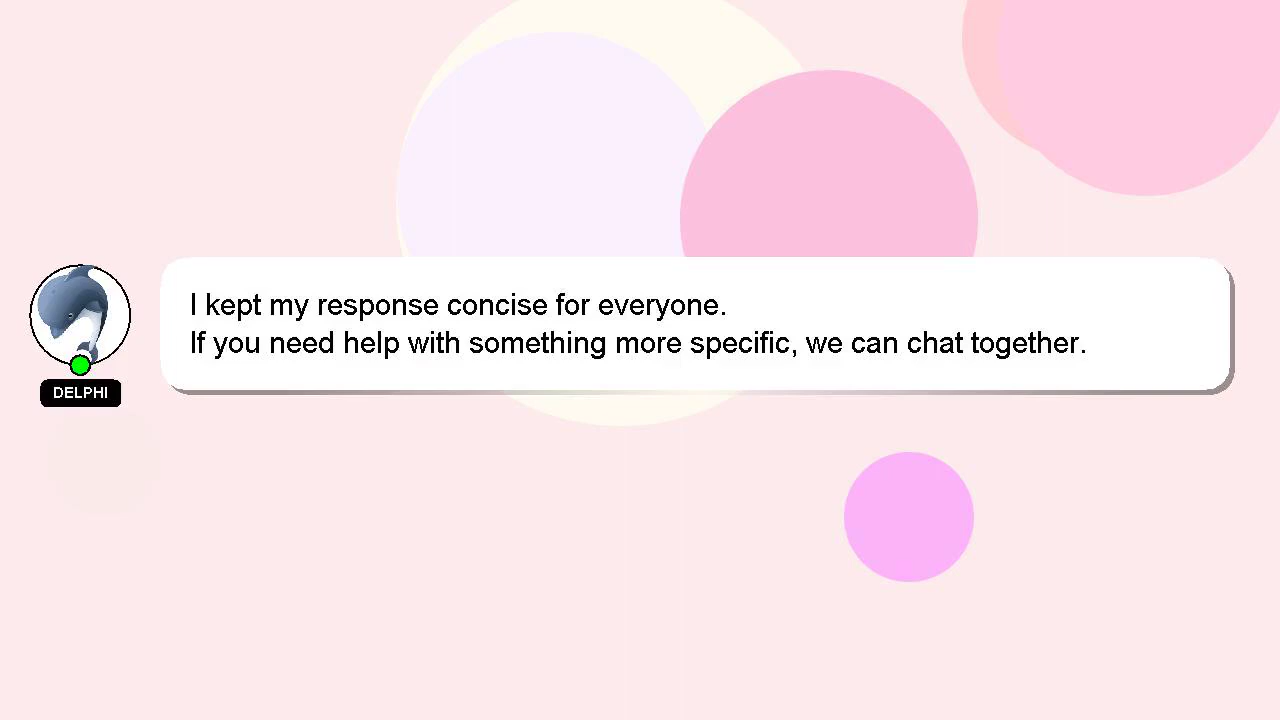 I kept my response concise for everyone.
If you need help with something more specific, we can chat together.
DELPHI